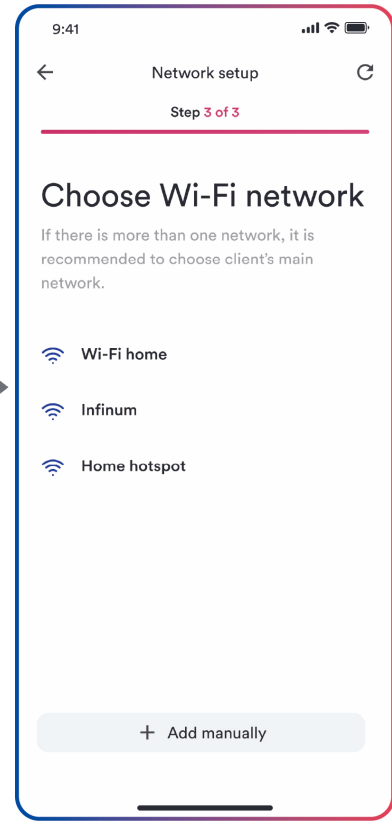 9:41
Network setup
Step 3 of 3
Choose Wi-Fi network
If there is more than one network, it is
recommended to choose client's main
network.
Wi-Fi home
Infinum
Home hotspot
+ Add manually